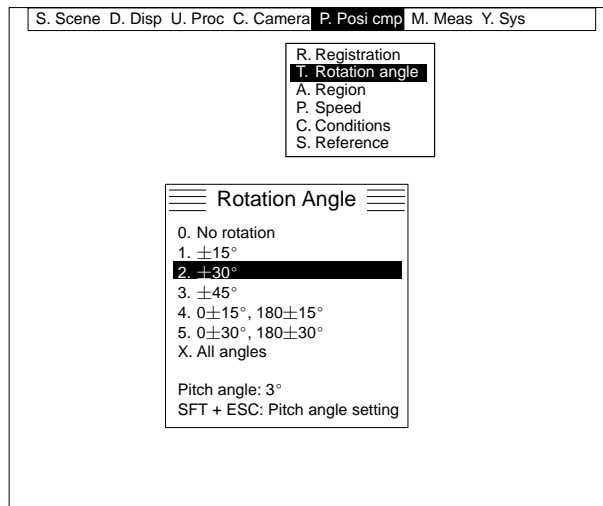 S. Scene D. Disp U. Proc C. Camera P. Posi cmp M. Meas Y. Sys
R. Registration
T. Rotation angle
A. Region
P. Speed
C. Conditions
S. Reference
Rotation Angle
0. No rotation
1. ±15°
2. ±30°
3. ±45°
4. 0±15°, 180±15°
5. 0±30°, 180±30°
X. All angles
Pitch angle: 3°
SFT + ESC: Pitch angle setting